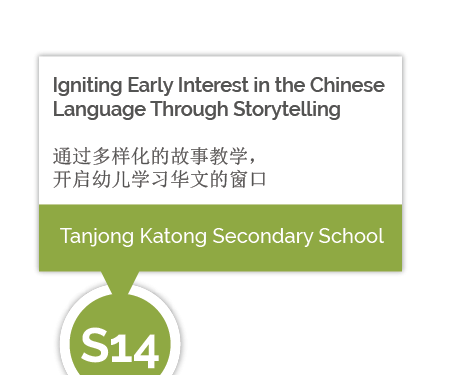 Igniting Early Interest in the Chinese
Language Through Storytelling
通过多样化的故事教学，
开启幼儿学习华文的窗口
Tanjong Katong Secondary School
S14